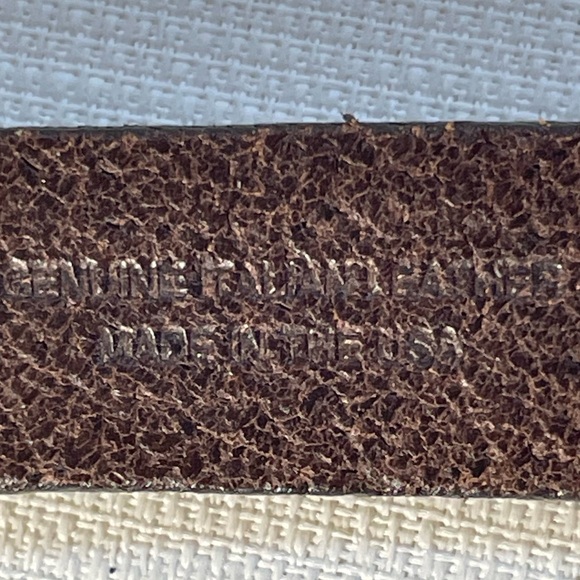 GENUINE ITALIAN LEATHER
MADE IN THE USA